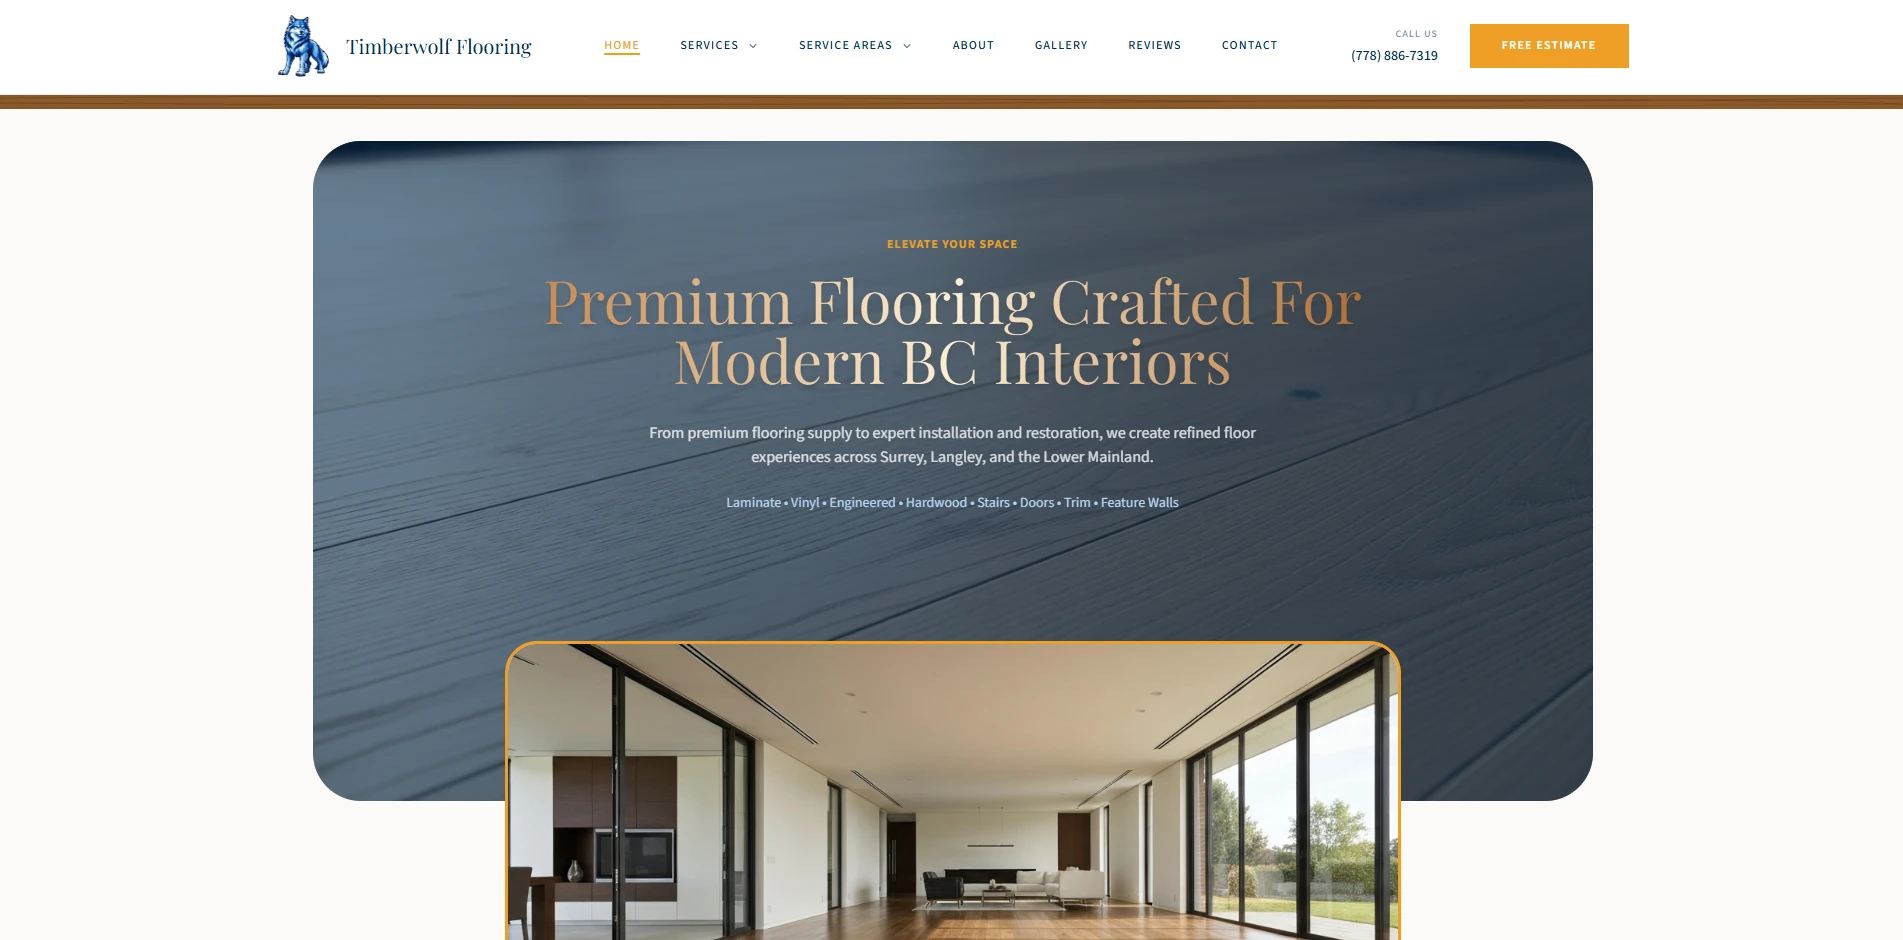 Timberwolf Flooring
HOME
SERVICES
SERVICE AREAS
ABOUT
GALLERY
REVIEWS
CONTACT
CALL US
(778) 886-7319
FREE ESTIMATE
ELEVATE YOUR SPACE
Premium Flooring Crafted For
Modern BC Interiors
From premium flooring supply to expert installation and restoration, we create refined floor
experiences across Surrey, Langley, and the Lower Mainland.
Laminate • Vinyl • Engineered • Hardwood • Stairs • Doors • Trim • Feature Walls